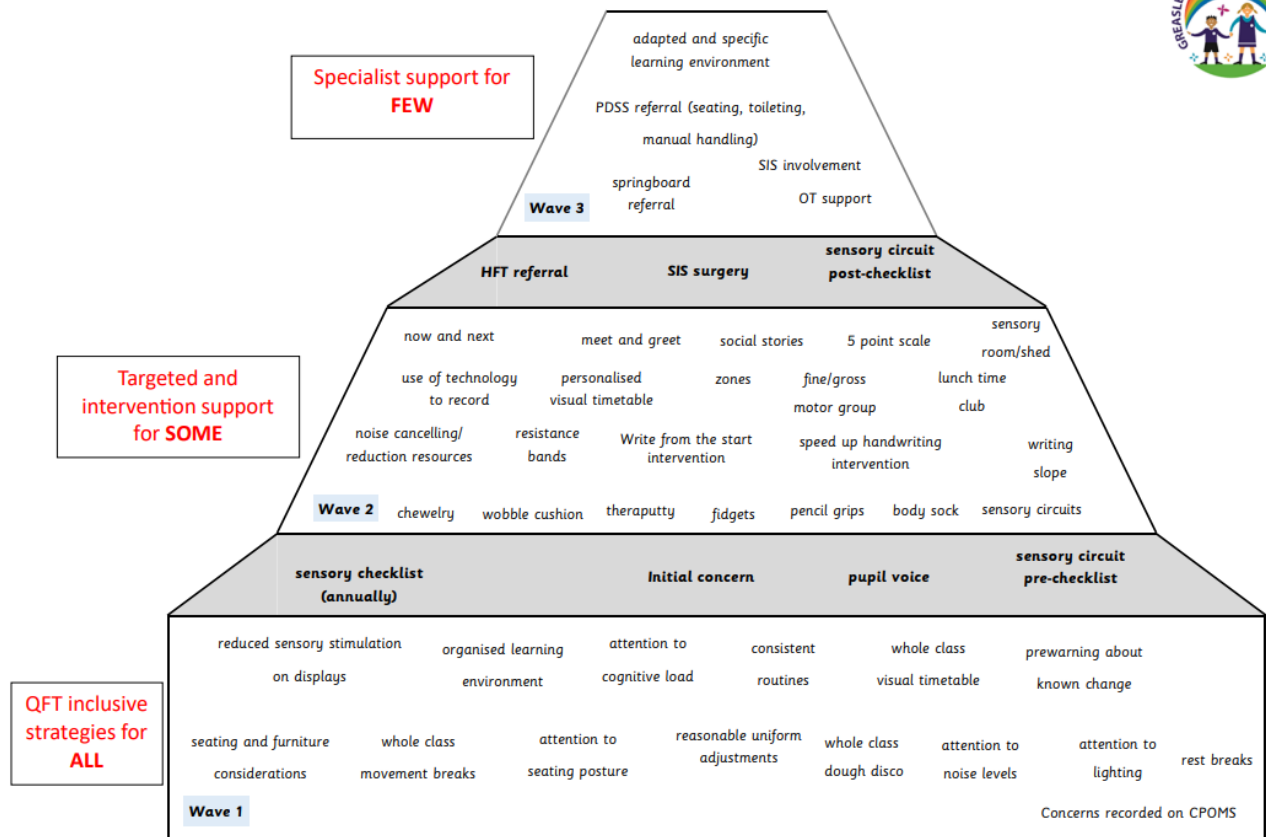 GREASLE
adapted and specific
learning environment
Specialist support for
FEW
PDSS referral (seating, toileting,
manual handling)
SIS involvement
springboard
referral
OT support
Wave 3
HFT referral
SIS surgery
sensory circuit
post-checklist
now and next
meet and greet
social stories
5 point scale
sensory
room/shed
Targeted and
intervention support
for SOME
use of technology
to record
personalised
visual timetable
zones
fine/gross
motor group
lunch time
club
noise cancelling/
reduction resources
resistance
bands
Write from the start
intervention
speed up handwriting
intervention
writing
slope
Wave 2
chewelry
wobble cushion
theraputty
fidgets
pencil grips
body sock
sensory circuits
sensory checklist
(annually)
Initial concern
pupil voice
sensory circuit
pre-checklist
reduced sensory stimulation
on displays
organised learning
environment
attention to
cognitive load
consistent
routines
whole class
visual timetable
prewarning about
known change
QFT inclusive
strategies for
ALL
seating and furniture
considerations
whole class
movement breaks
attention to
seating posture
reasonable uniform
adjustments
whole class
dough disco
attention to
noise levels
attention to
lighting
rest breaks
Wave 1
Concerns recorded on CPOMS